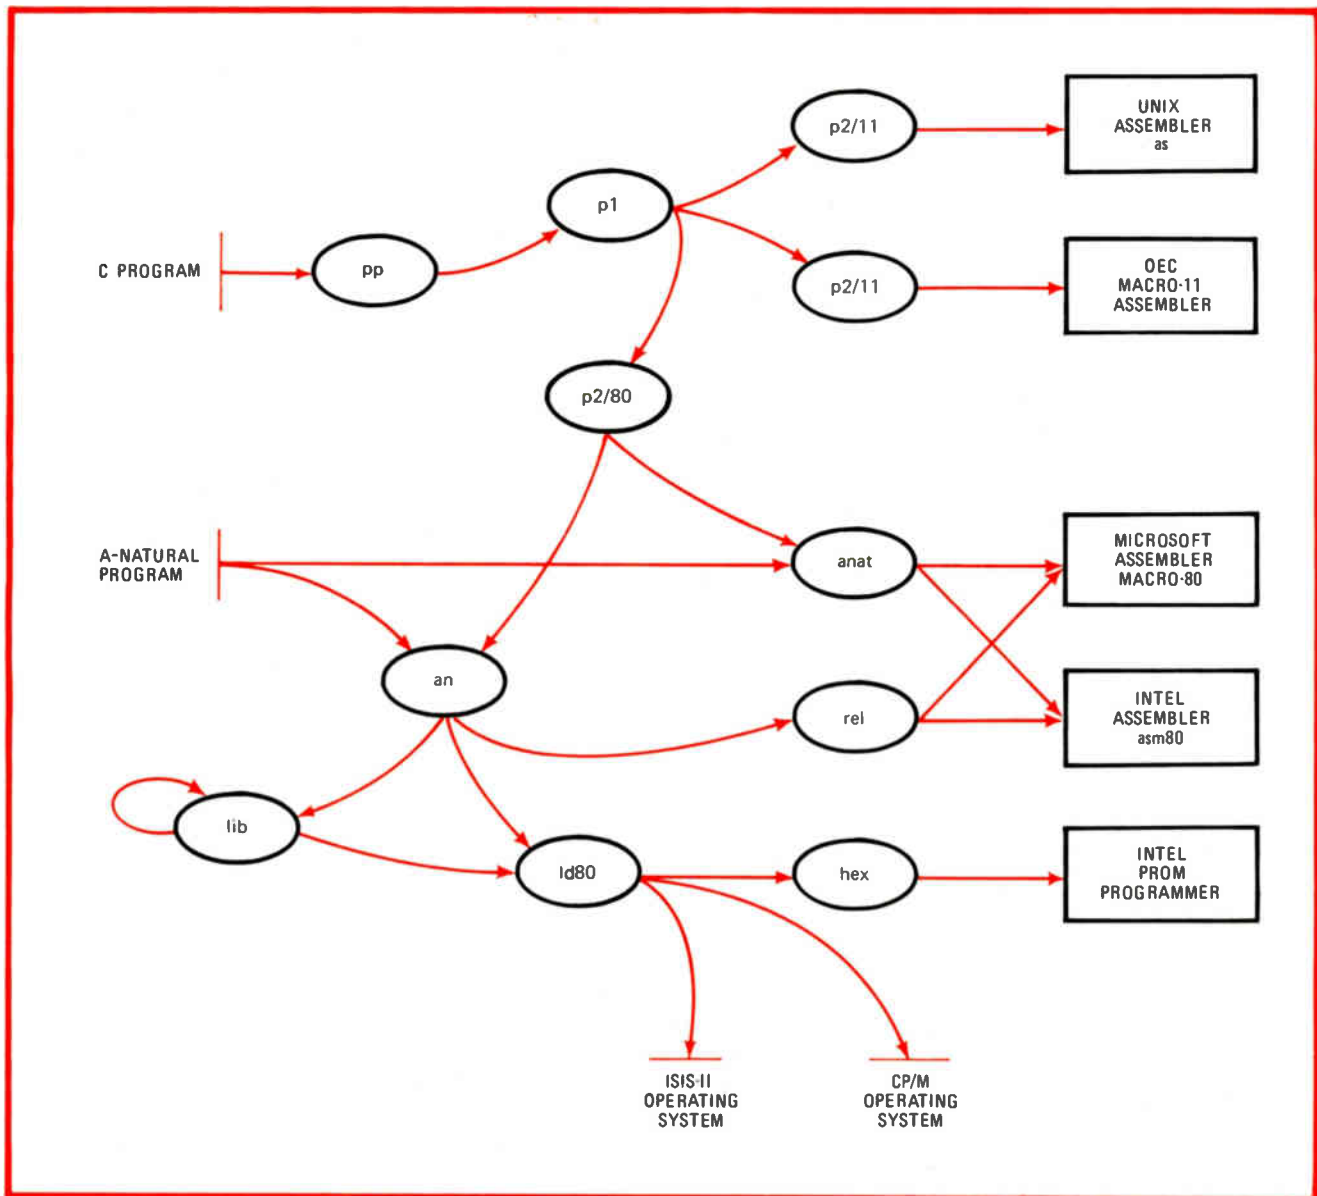 UNIX
ASSEMBLER
as
p2/11
p1
C PROGRAM
pp
p2/11
OEC
MACRO-11
ASSEMBLER
p2/80
A-NATURAL
PROGRAM
anat
MICROSOFT
ASSEMBLER
MACRO-80
an
rel
INTEL
ASSEMBLER
asm80
lib
ld80
hex
INTEL
PROM
PROGRAMMER
ISIS-II
OPERATING
SYSTEM
CP/M
OPERATING
SYSTEM